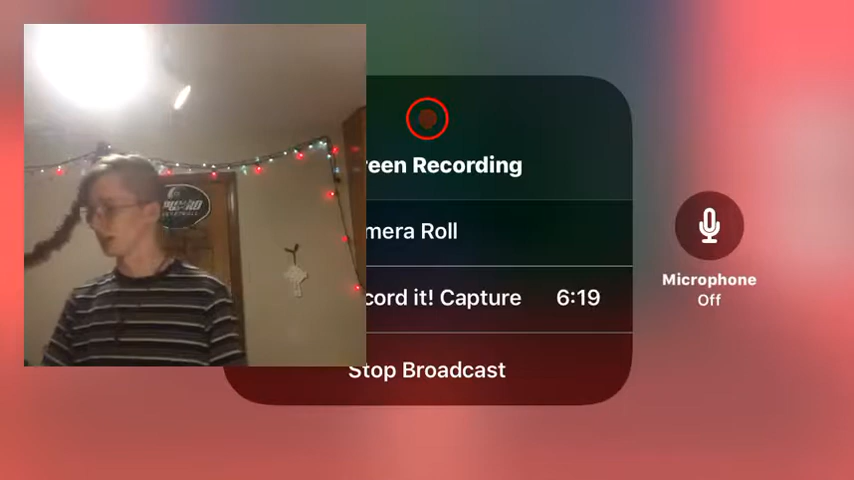 reen Recording
mera Roll
cord it! Capture 6:19
Stop Broadcast
Microphone
Off